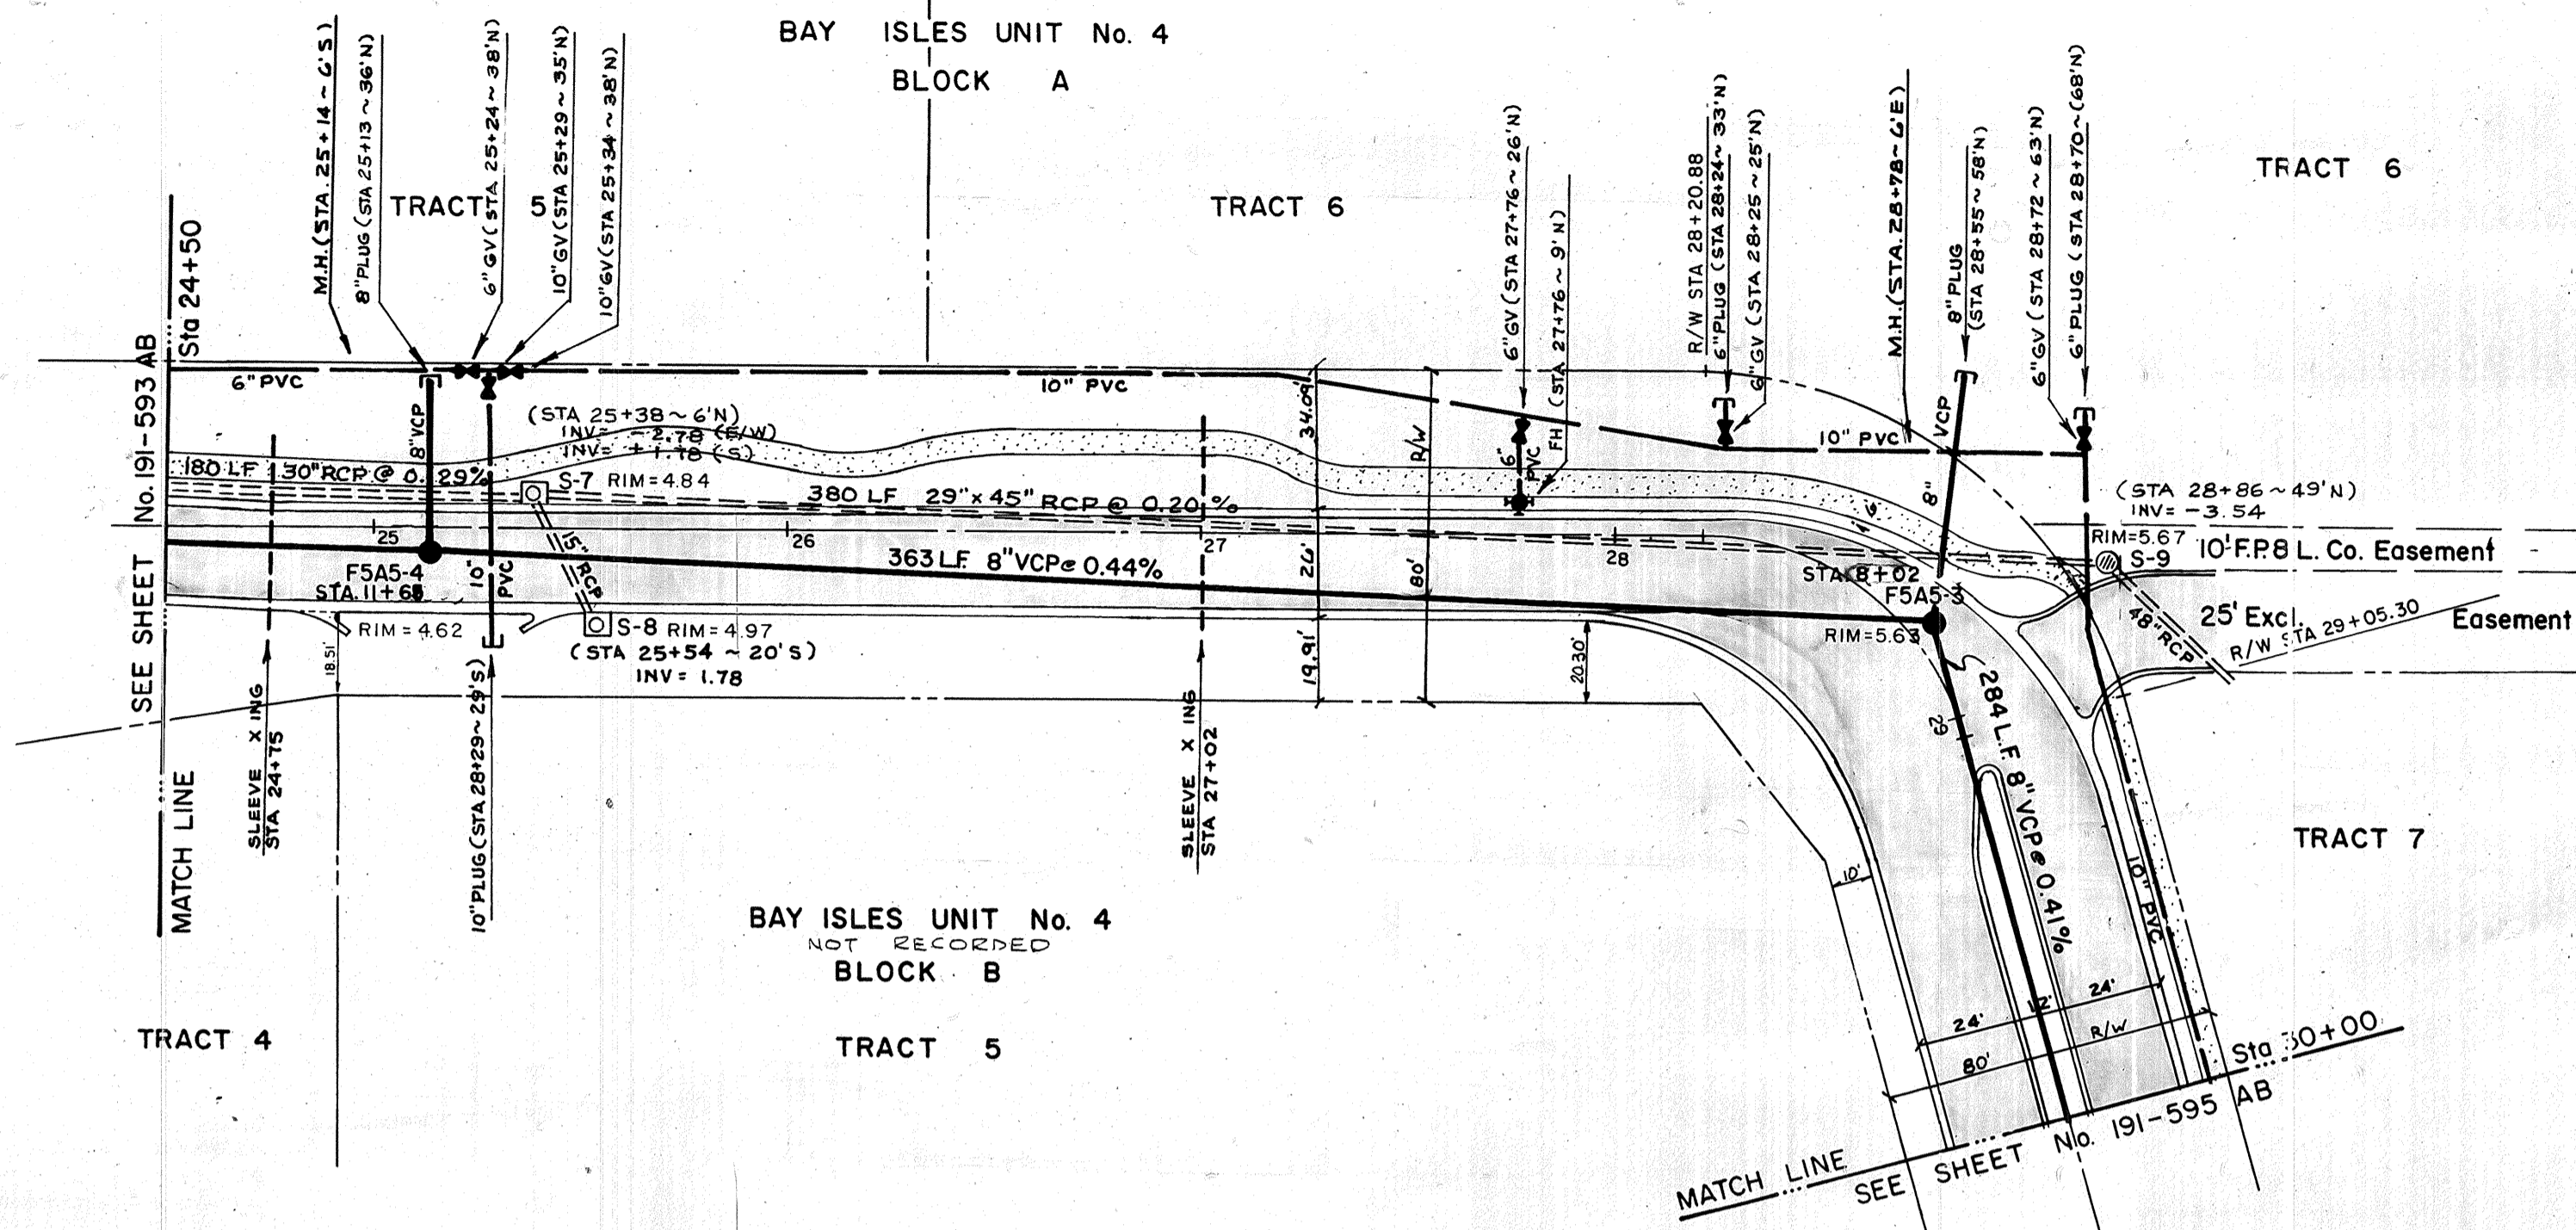 BAY ISLES UNIT No. 4
BLOCK A
M.H.(STA. 25+14 ~ 6'S)
8" PLUG (STA 25+13 ~ 36'N)
6" GV (STA 25+24 ~ 38'N)
10" GV (STA 25+29 ~ 35'N)
10" GV (STA 25+34 ~ 38'N)
6" GV (STA 27+76 ~ 26'N)
FH (STA 27+76 ~ 9'N)
R/W STA 28+20.88
6" PLUG (STA 28+24 ~ 33'N)
6" GV (STA 28+25 ~ 25'N)
M.H.(STA. 28+78 ~ 6'E)
8" PLUG
(STA 28+55 ~ 58'N)
6" GV (STA 28+72 ~ 63'N)
6" PLUG (STA 28+70 ~ (68'N)
TRACT 5
TRACT 6
TRACT 6
Sta 24+50
SEE SHEET No. 191-593 AB
MATCH LINE
6" PVC
10" PVC
10" PVC
8" VCP
(STA 25+38 ~ 6'N)
INV= -2.78 (E/W)
INV= +1.78 (S)
180 LF 30" RCP @ 0.29%
S-7 RIM=4.84
380 LF 29" x 45" RCP @ 0.20 %
34.09'
R/W
6"
PVC
8"
VCP
(STA 28+86 ~ 49'N)
INV= -3.54
RIM=5.67
S-9
10' F.P.& L. Co. Easement
25
26
27
28
363 LF. 8" VCP @ 0.44%
26'
80'
F5A5-4
STA. 11+65
RIM = 4.62
10"
PVC
15" RCP
S-8 RIM= 4.97
(STA 25+54 ~ 20'S)
INV = 1.78
18.51'
19.91'
20.30'
STA. 8+02
F5A5-3
RIM=5.63
48" RCP
25' Excl. Easement
R/W STA 29+05.30
SLEEVE X ING
STA 24+75
10" PLUG (STA 28+29 ~ 29'S)
SLEEVE X ING
STA 27+02
29
284 L.F. 8" VCP @ 0.41%
10" PVC
TRACT 7
10'
BAY ISLES UNIT No. 4
NOT RECORDED
BLOCK B
TRACT 4
TRACT 5
24'
12'
24'
R/W
80'
Sta 30+00
MATCH LINE
SEE SHEET No. 191-595 AB